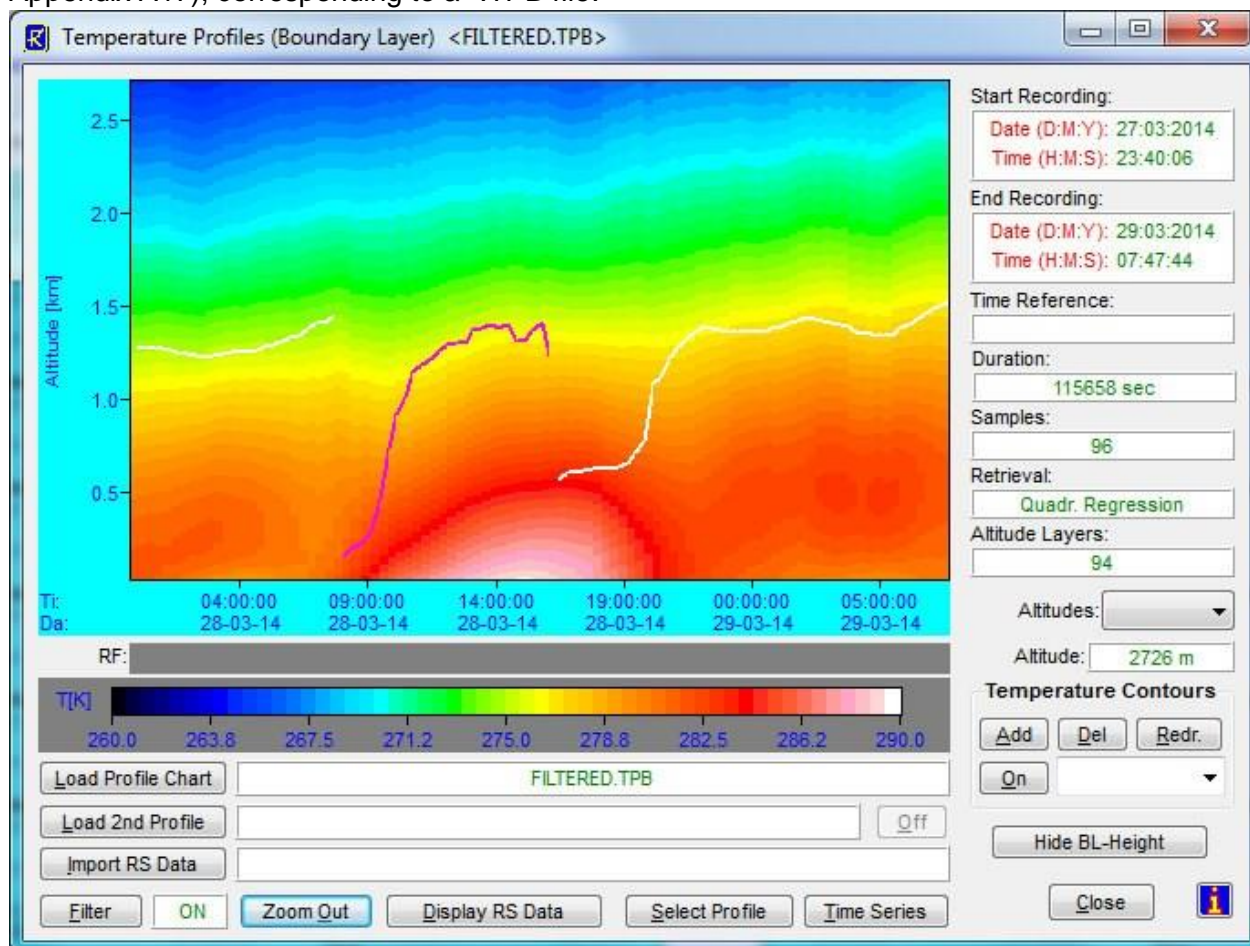 Temperature Profiles (Boundary Layer) <FILTERED.TPB>
2.5
2.0
1.5
1.0
0.5
Altitude [km]
Ti: 04:00:00 09:00:00 14:00:00 19:00:00 00:00:00 05:00:00
Da: 28-03-14 28-03-14 28-03-14 28-03-14 29-03-14 29-03-14
RF:
T[K]
260.0 263.8 267.5 271.2 275.0 278.8 282.5 286.2 290.0
Load Profile Chart FILTERED.TPB
Load 2nd Profile Off
Import RS Data
Filter ON Zoom Out Display RS Data Select Profile Time Series
Start Recording:
Date (D:M:Y): 27:03:2014
Time (H:M:S): 23:40:06
End Recording:
Date (D:M:Y): 29:03:2014
Time (H:M:S): 07:47:44
Time Reference:
Duration:
115658 sec
Samples:
96
Retrieval:
Quadr. Regression
Altitude Layers:
94
Altitudes:
Altitude: 2726 m
Temperature Contours
Add Del Redr.
On
Hide BL-Height
Close